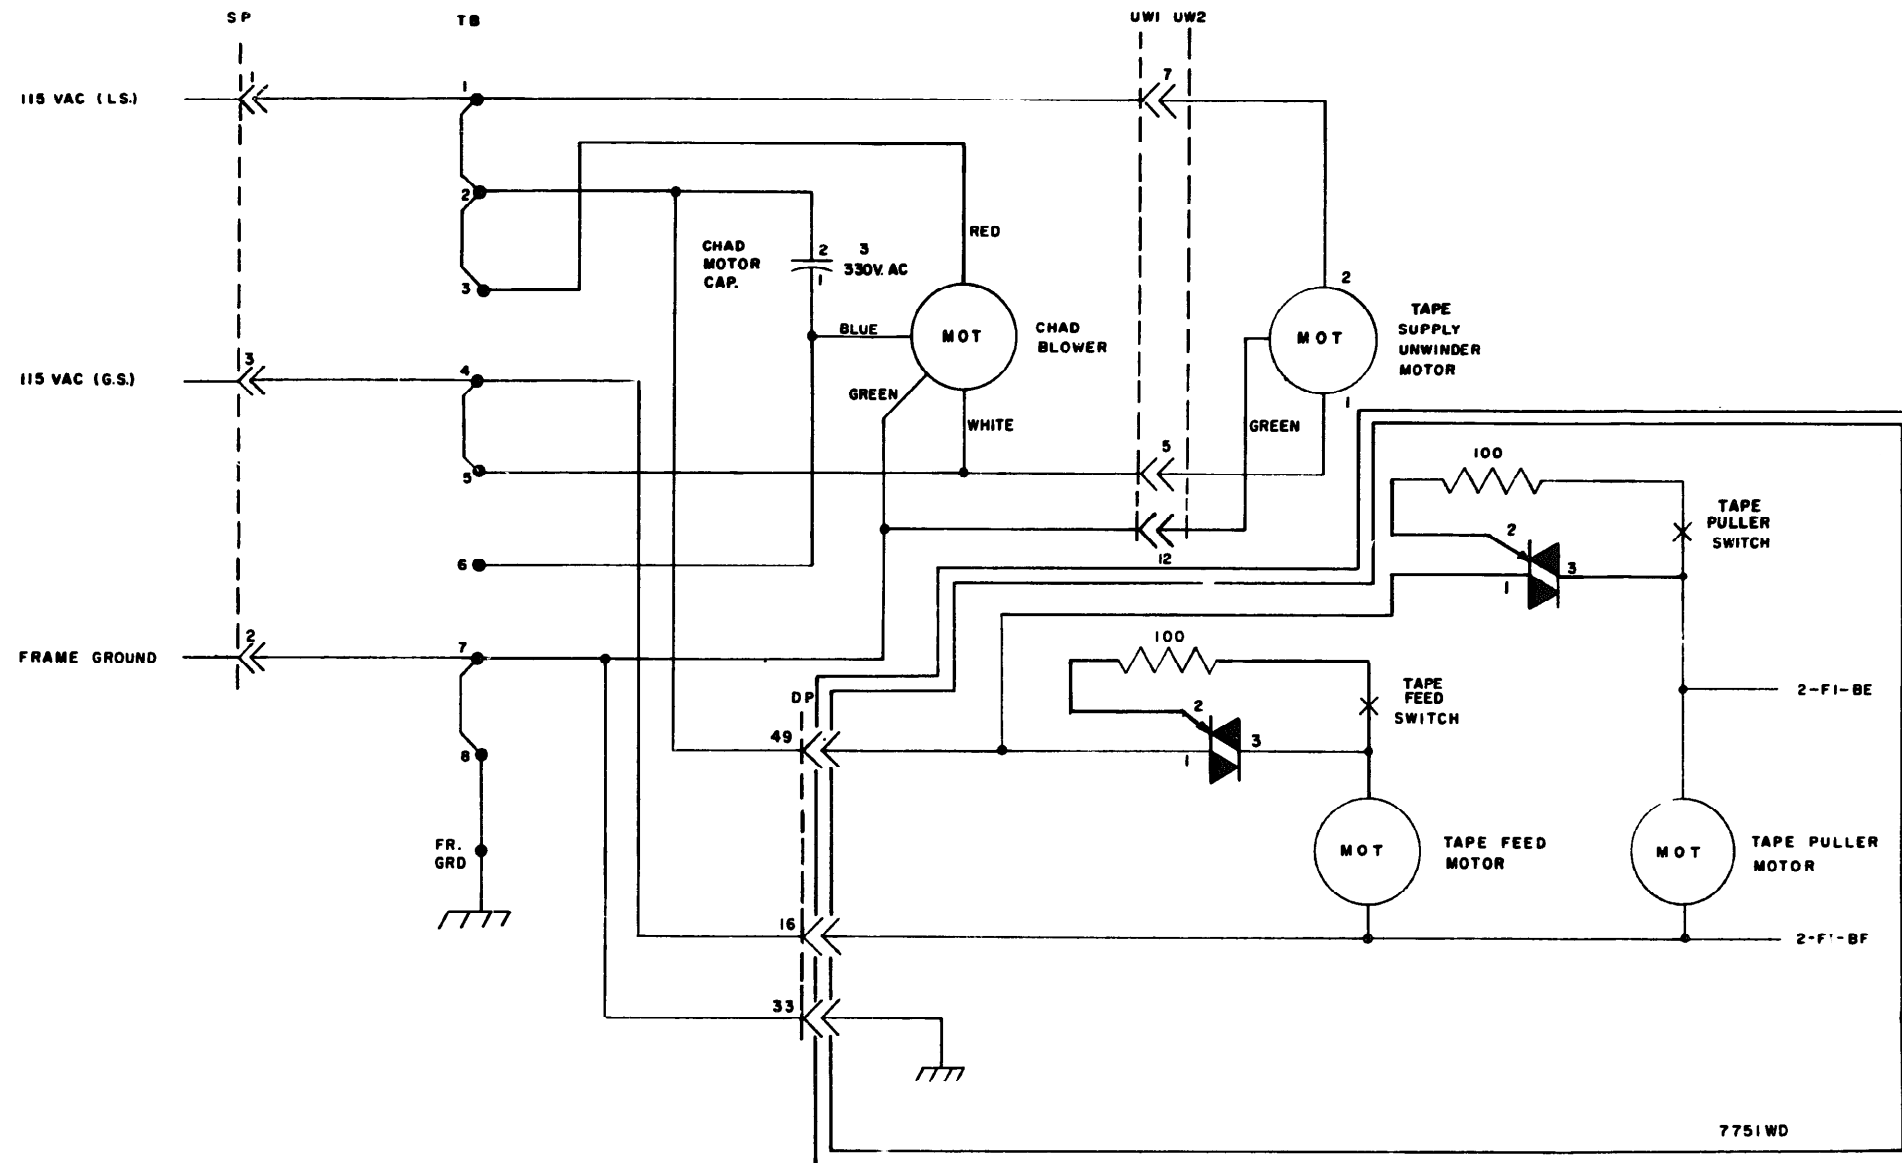 SP
TB
UW1 UW2
1
1
7
115 VAC (L.S.)
2
RED
CHAD
MOTOR
CAP.
2
3
330V. AC
1
3
2
BLUE
MOT
CHAD
BLOWER
MOT
TAPE
SUPPLY
UNWINDER
MOTOR
115 VAC (G.S.)
3
4
GREEN
WHITE
1
GREEN
5
5
100
TAPE
PULLER
SWITCH
2
3
1
6
12
FRAME GROUND
2
7
100
TAPE
FEED
SWITCH
2-F1-BE
DP
2
49
3
1
8
FR.
GRD
MOT
TAPE FEED
MOTOR
MOT
TAPE PULLER
MOTOR
16
2-F1-BF
33
7751WD